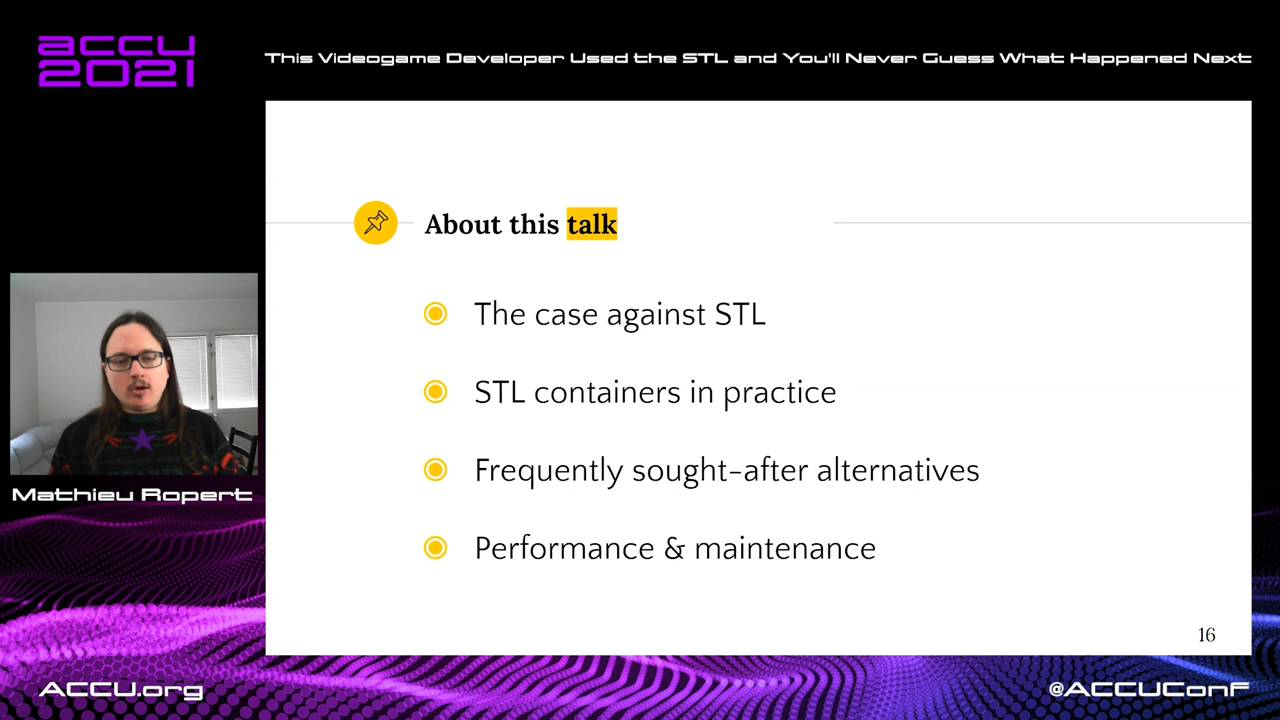 accu
2021
This Videogame Developer Used the STL and You'll Never Guess What Happened Next
About this talk
The case against STL
STL containers in practice
Frequently sought-after alternatives
Performance & maintenance
16
Mathieu Ropert
ACCU.org
@ACCUConf